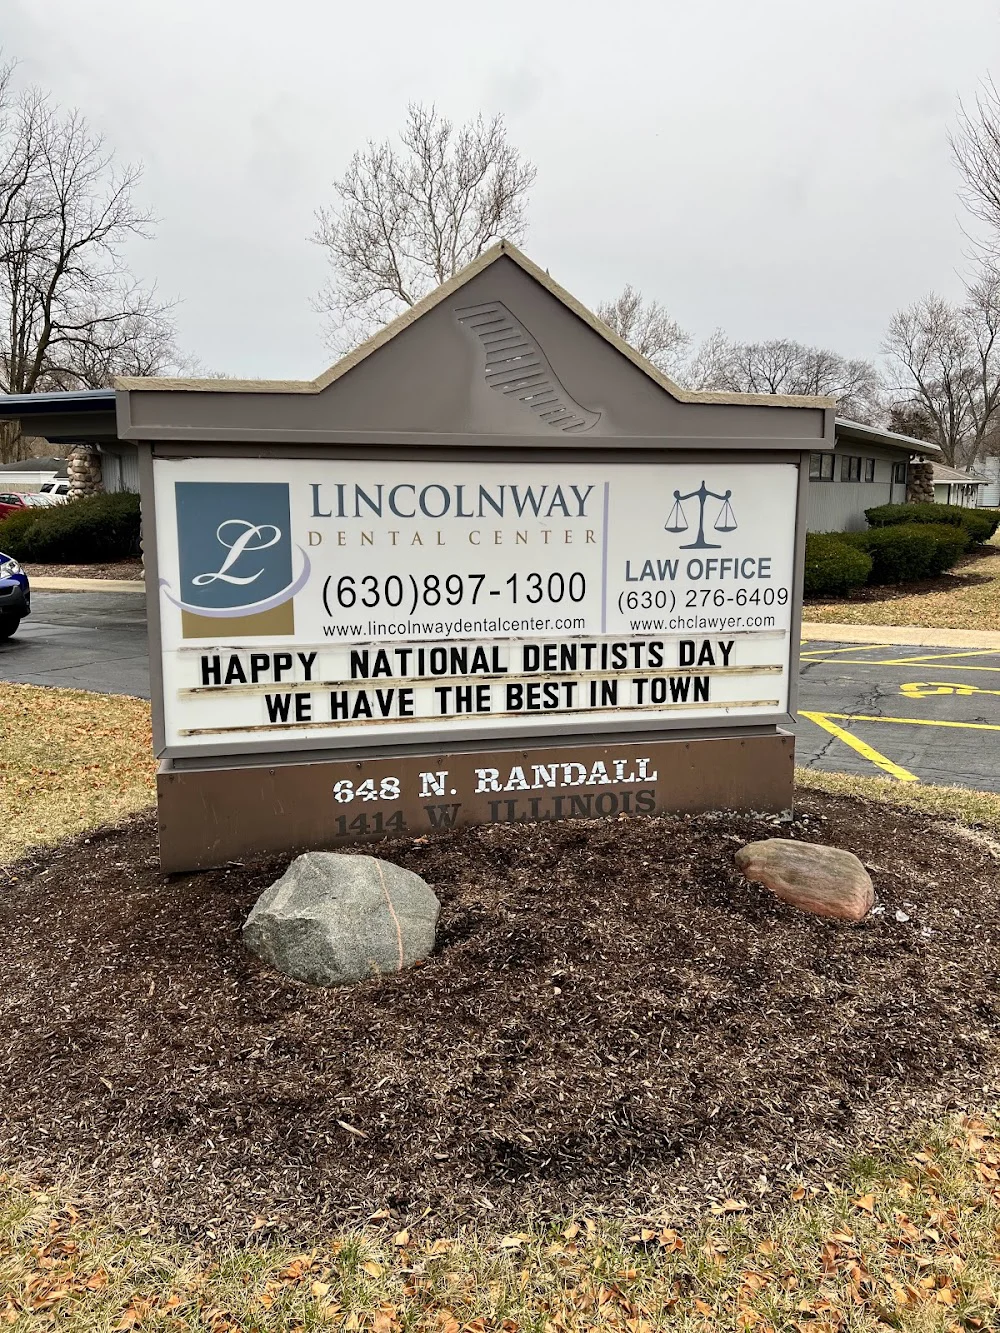 L
LINCOLNWAY
DENTAL CENTER
(630)897-1300
www.lincolnwaydentalcenter.com
LAW OFFICE
(630) 276-6409
www.chclawyer.com
HAPPY NATIONAL DENTISTS DAY
WE HAVE THE BEST IN TOWN
648 N. RANDALL
1414 W. ILLINOIS